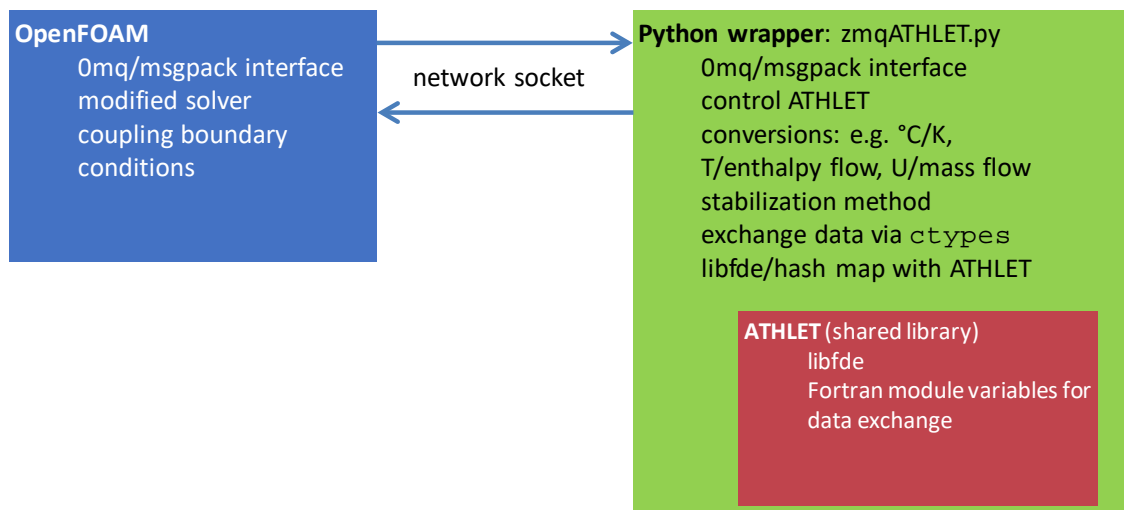 OpenFOAM
0mq/msgpack interface
modified solver
coupling boundary
conditions
network socket
Python wrapper: zmqATHLET.py
0mq/msgpack interface
control ATHLET
conversions: e.g. °C/K,
T/enthalpy flow, U/mass flow
stabilization method
exchange data via ctypes
libfde/hash map with ATHLET
ATHLET (shared library)
libfde
Fortran module variables for
data exchange